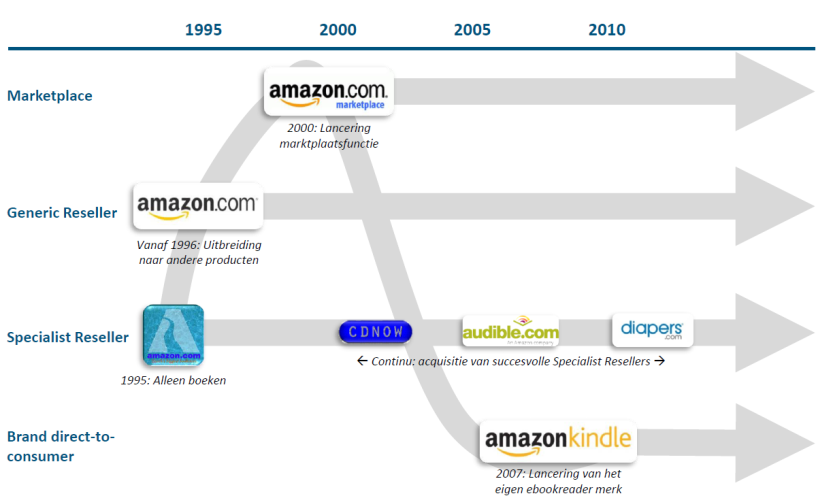 1995 2000 2005 2010
Marketplace
amazon.com.
marketplace
2000: Lancering
marktplaatsfunctie
Generic Reseller
amazon.com
Vanaf 1996: Uitbreiding
naar andere producten
Specialist Reseller
amazon.com
CDNOW
audible.com
diapers
.com
← Continu: acquisitie van succesvolle Specialist Resellers →
1995: Alleen boeken
Brand direct-to-
consumer
amazonkindle
2007: Lancering van het
eigen ebookreader merk